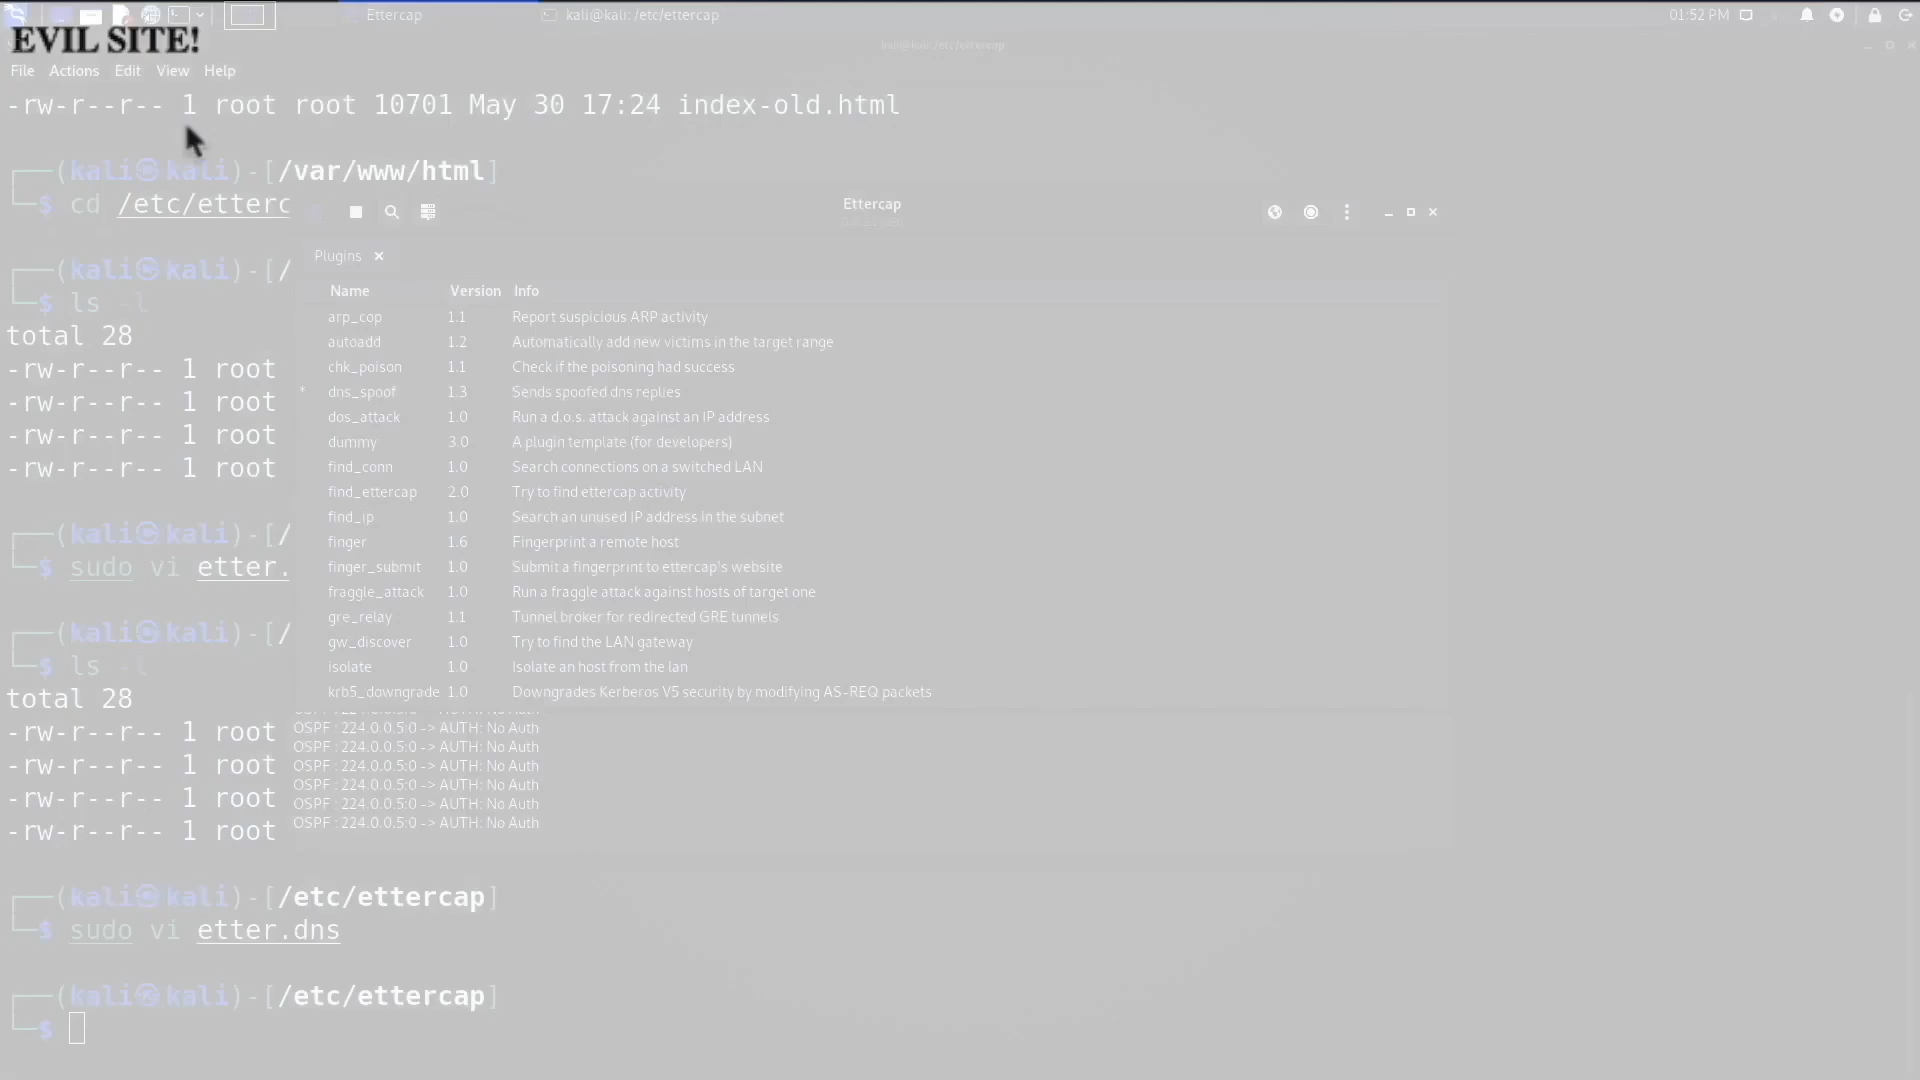 Ettercap
kali@kali: /etc/ettercap
01:52 PM
EVIL SITE!
kali@kali: /etc/ettercap
File Actions Edit View Help
-rw-r--r-- 1 root root 10701 May 30 17:24 index-old.html
(kali㉿kali)-[/var/www/html]
$ cd /etc/etterc
(kali㉿kali)-[/
$ ls -l
total 28
-rw-r--r-- 1 root
-rw-r--r-- 1 root
-rw-r--r-- 1 root
-rw-r--r-- 1 root
(kali㉿kali)-[/
$ sudo vi etter.
(kali㉿kali)-[/
$ ls -l
total 28
-rw-r--r-- 1 root
-rw-r--r-- 1 root
-rw-r--r-- 1 root
-rw-r--r-- 1 root
(kali㉿kali)-[/etc/ettercap]
$ sudo vi etter.dns
(kali㉿kali)-[/etc/ettercap]
$
Ettercap
Plugins ×
Name Version Info
arp_cop 1.1 Report suspicious ARP activity
autoadd 1.2 Automatically add new victims in the target range
chk_poison 1.1 Check if the poisoning had success
* dns_spoof 1.3 Sends spoofed dns replies
dos_attack 1.0 Run a d.o.s. attack against an IP address
dummy 3.0 A plugin template (for developers)
find_conn 1.0 Search connections on a switched LAN
find_ettercap 2.0 Try to find ettercap activity
find_ip 1.0 Search an unused IP address in the subnet
finger 1.6 Fingerprint a remote host
finger_submit 1.0 Submit a fingerprint to ettercap's website
fraggle_attack 1.0 Run a fraggle attack against hosts of target one
gre_relay 1.1 Tunnel broker for redirected GRE tunnels
gw_discover 1.0 Try to find the LAN gateway
isolate 1.0 Isolate an host from the lan
krb5_downgrade 1.0 Downgrades Kerberos V5 security by modifying AS-REQ packets
OSPF : 224.0.0.5:0 -> AUTH: No Auth
OSPF : 224.0.0.5:0 -> AUTH: No Auth
OSPF : 224.0.0.5:0 -> AUTH: No Auth
OSPF : 224.0.0.5:0 -> AUTH: No Auth
OSPF : 224.0.0.5:0 -> AUTH: No Auth
OSPF : 224.0.0.5:0 -> AUTH: No Auth